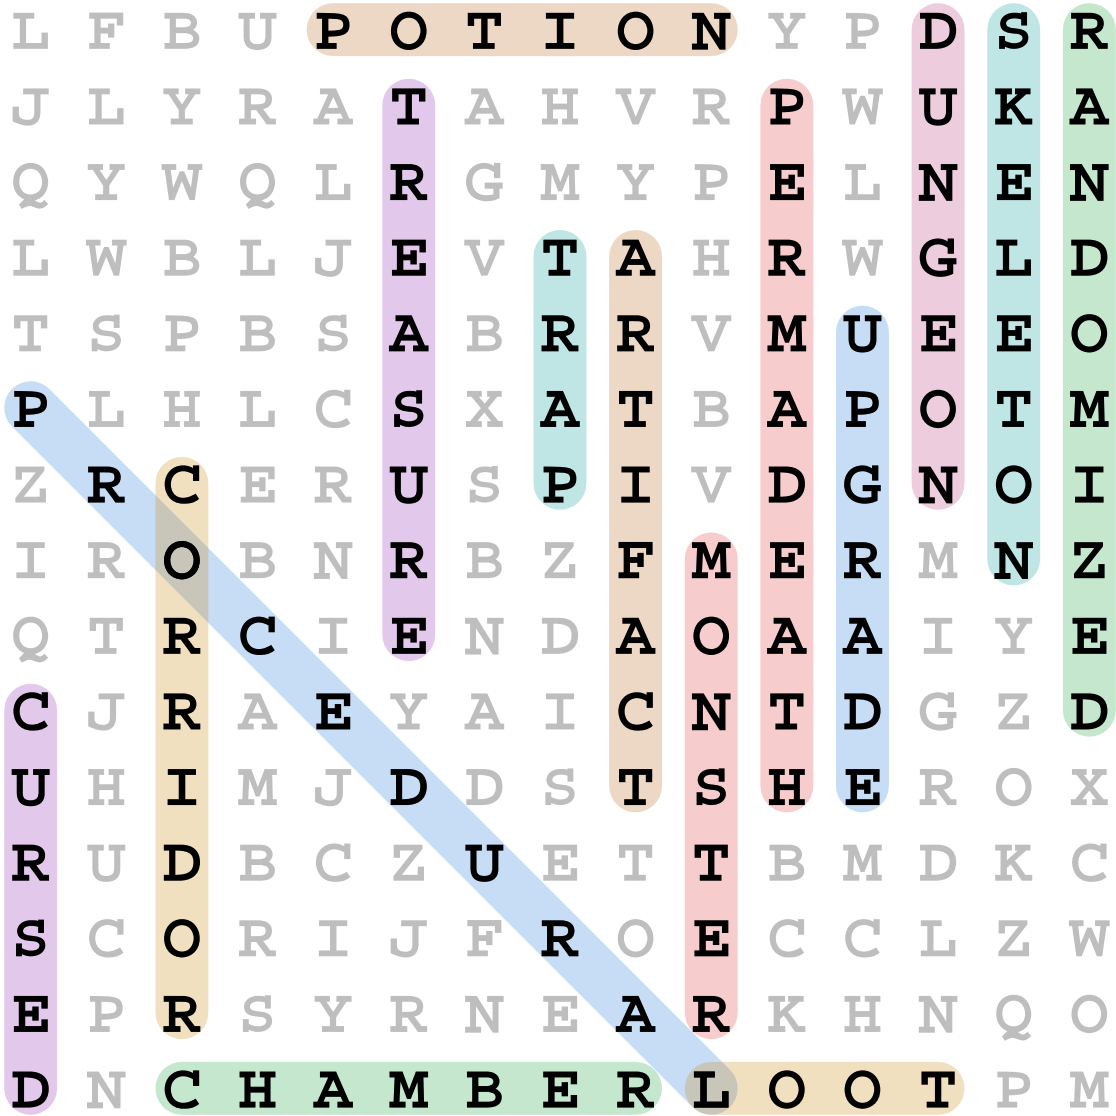 L F B U P O T I O N Y P D S R
J L Y R A T A H V R P W U K A
Q Y W Q L R G M Y P E L N E N
L W B L J E V T A H R W G L D
T S P B S A B R R V M U E E O
P L H L C S X A T B A P O T M
Z R C E R U S P I V D G N O I
I R O B N R B Z F M E R M N Z
Q T R C I E N D A O A A I Y E
C J R A E Y A I C N T D G Z D
U H I M J D D S T S H E R O X
R U D B C Z U E T T B M D K C
S C O R I J F R O E C C L Z W
E P R S Y R N E A R K H N Q O
D N C H A M B E R L O O T P M